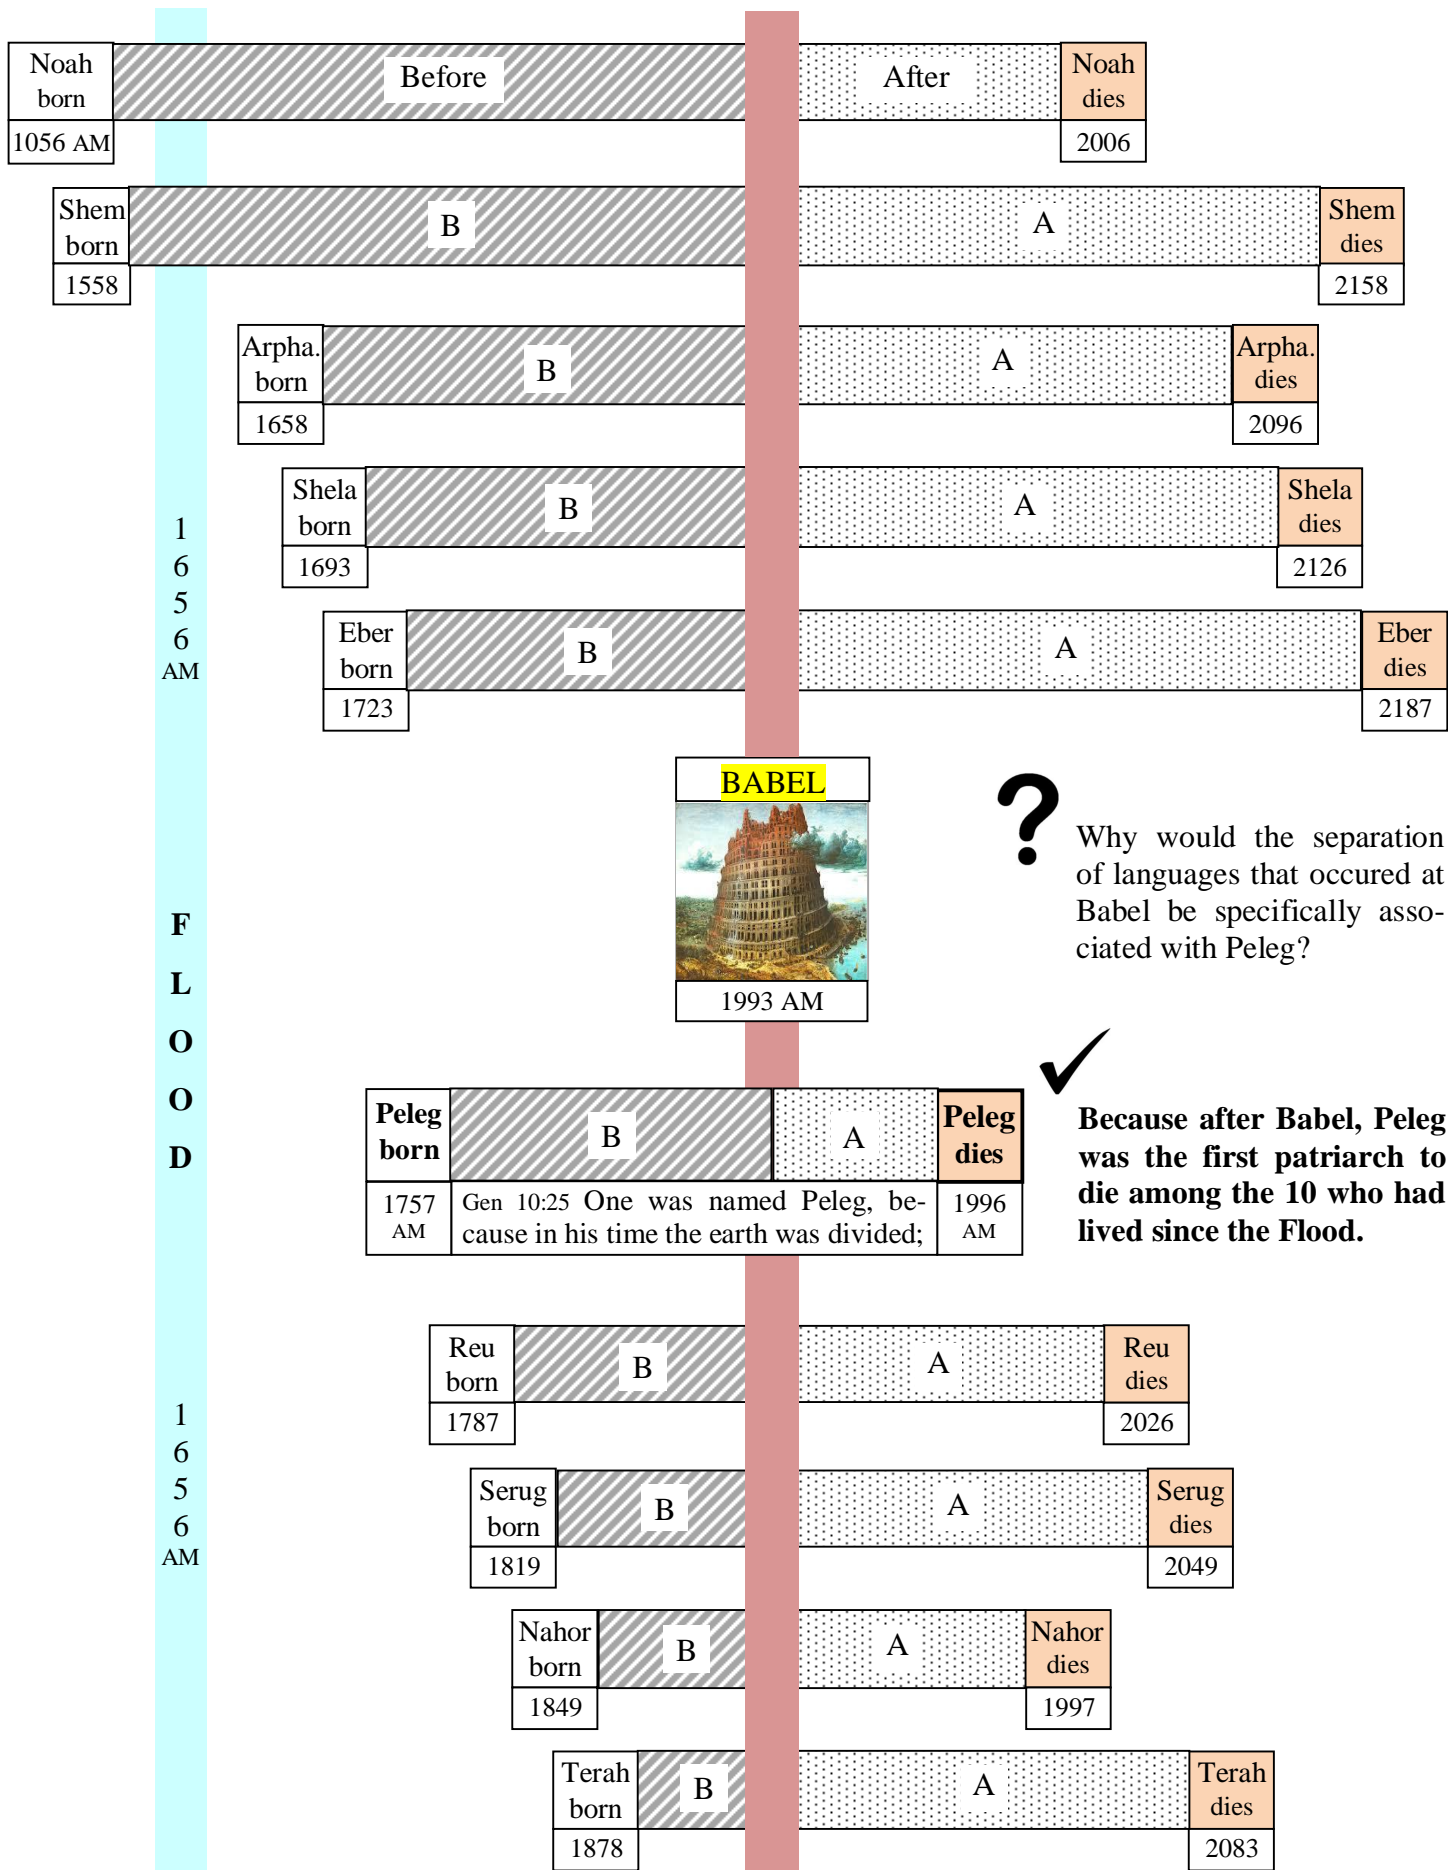 Noah
born
1056 AM
Before
After
Noah
dies
2006
Shem
born
1558
B
A
Shem
dies
2158
Arpha.
born
1658
B
A
Arpha.
dies
2096
Shela
born
1693
B
A
Shela
dies
2126
1
6
5
6
AM
Eber
born
1723
B
A
Eber
dies
2187
BABEL
1993 AM
?
Why would the separation
of languages that occured at
Babel be specifically asso-
ciated with Peleg?
F
L
O
O
D
Peleg
born
1757
AM
B
A
Gen 10:25 One was named Peleg, be-
cause in his time the earth was divided;
Peleg
dies
1996
AM
Because after Babel, Peleg
was the first patriarch to
die among the 10 who had
lived since the Flood.
Reu
born
1787
B
A
Reu
dies
2026
1
6
5
6
AM
Serug
born
1819
B
A
Serug
dies
2049
Nahor
born
1849
B
A
Nahor
dies
1997
Terah
born
1878
B
A
Terah
dies
2083